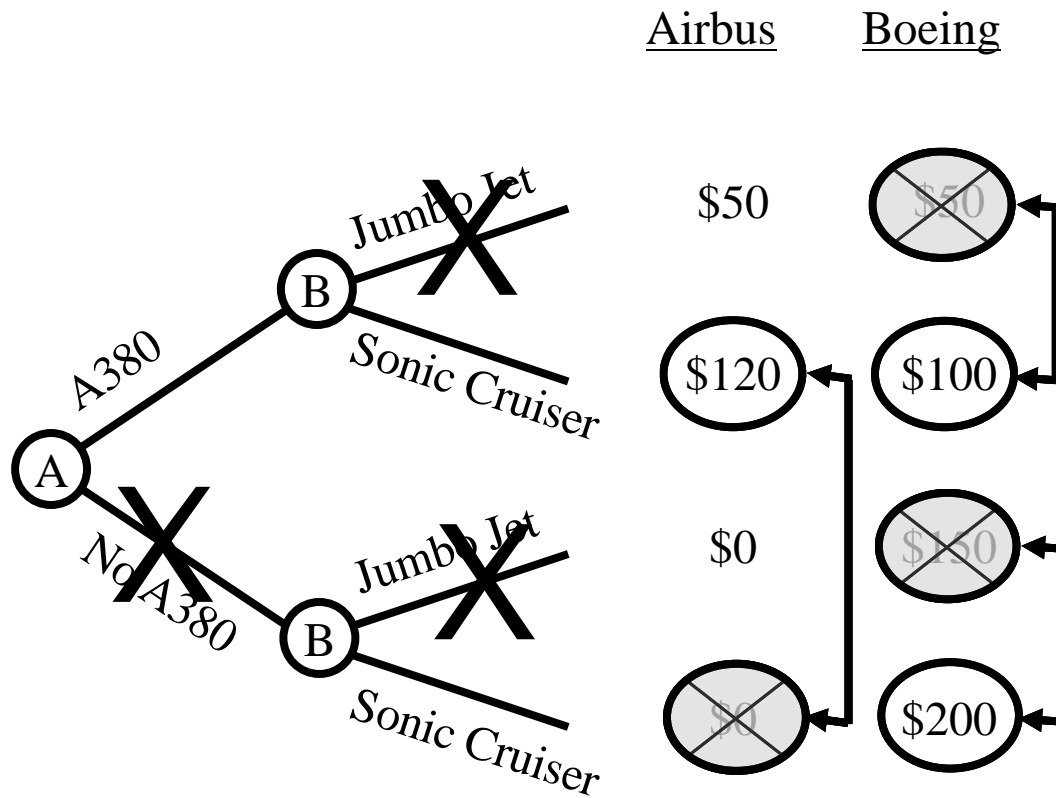 Airbus Boeing
Jumbo Jet $50 $50
B
A380 Sonic Cruiser $120 $100
A
No A380 Jumbo Jet $0 $150
B
Sonic Cruiser $0 $200